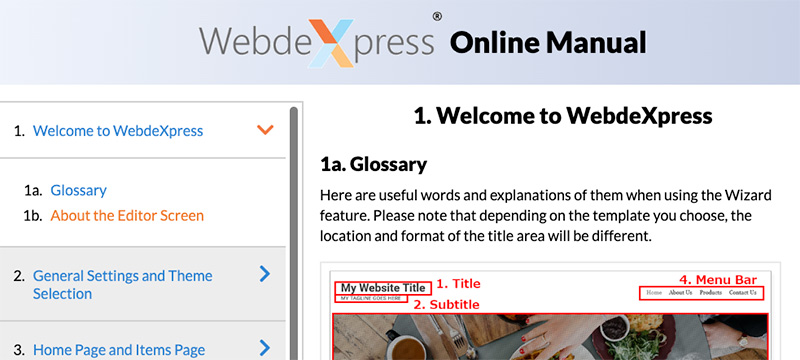 WebdeXpress® Online Manual
1. Welcome to WebdeXpress
1a. Glossary
1b. About the Editor Screen
2. General Settings and Theme
Selection
3. Home Page and Items Page
1. Welcome to WebdeXpress
1a. Glossary
Here are useful words and explanations of them when using the Wizard
feature. Please note that depending on the template you choose, the
location and format of the title area will be different.
My Website Title 1. Title
MY TAGLINE GOES HERE
2. Subtitle
4. Menu Bar
Home About Us Products Contact Us